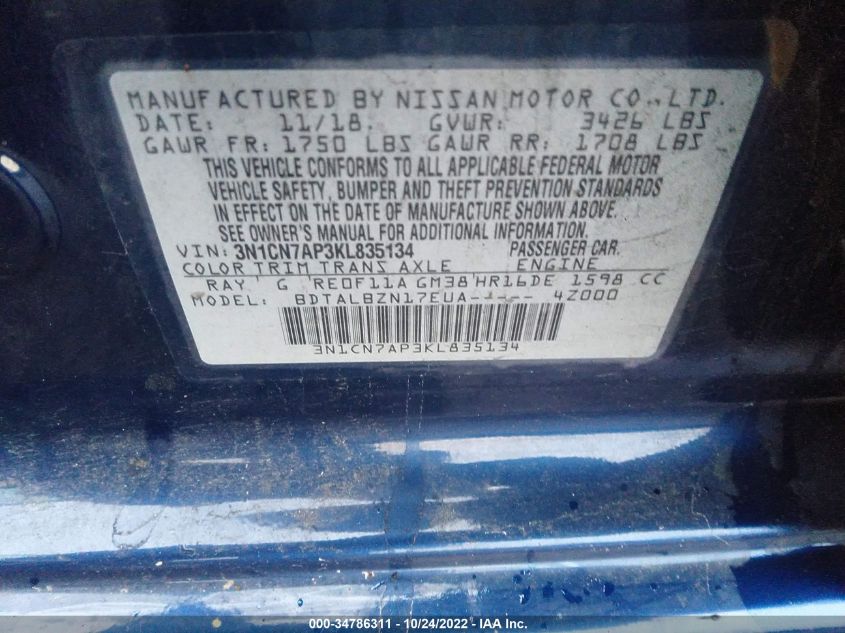 MANUFACTURED BY NISSAN MOTOR CO., LTD.
DATE: 11/18. GVWR: 3426 LBS
GAWR FR: 1750 LBS GAWR RR: 1708 LBS
THIS VEHICLE CONFORMS TO ALL APPLICABLE FEDERAL MOTOR
VEHICLE SAFETY, BUMPER AND THEFT PREVENTION STANDARDS
IN EFFECT ON THE DATE OF MANUFACTURE SHOWN ABOVE.
SEE OWNER'S MANUAL FOR ADDITIONAL INFORMATION.
VIN: 3N1CN7AP3KL835134 PASSENGER CAR.
COLOR TRIM TRANS AXLE ENGINE
RAY G RE0F11A GM38 HR16DE 1598 CC
MODEL: BDTALBZN17EUA----- 4Z000
3N1CN7AP3KL835134
000-34786311 - 10/24/2022 - IAA Inc.